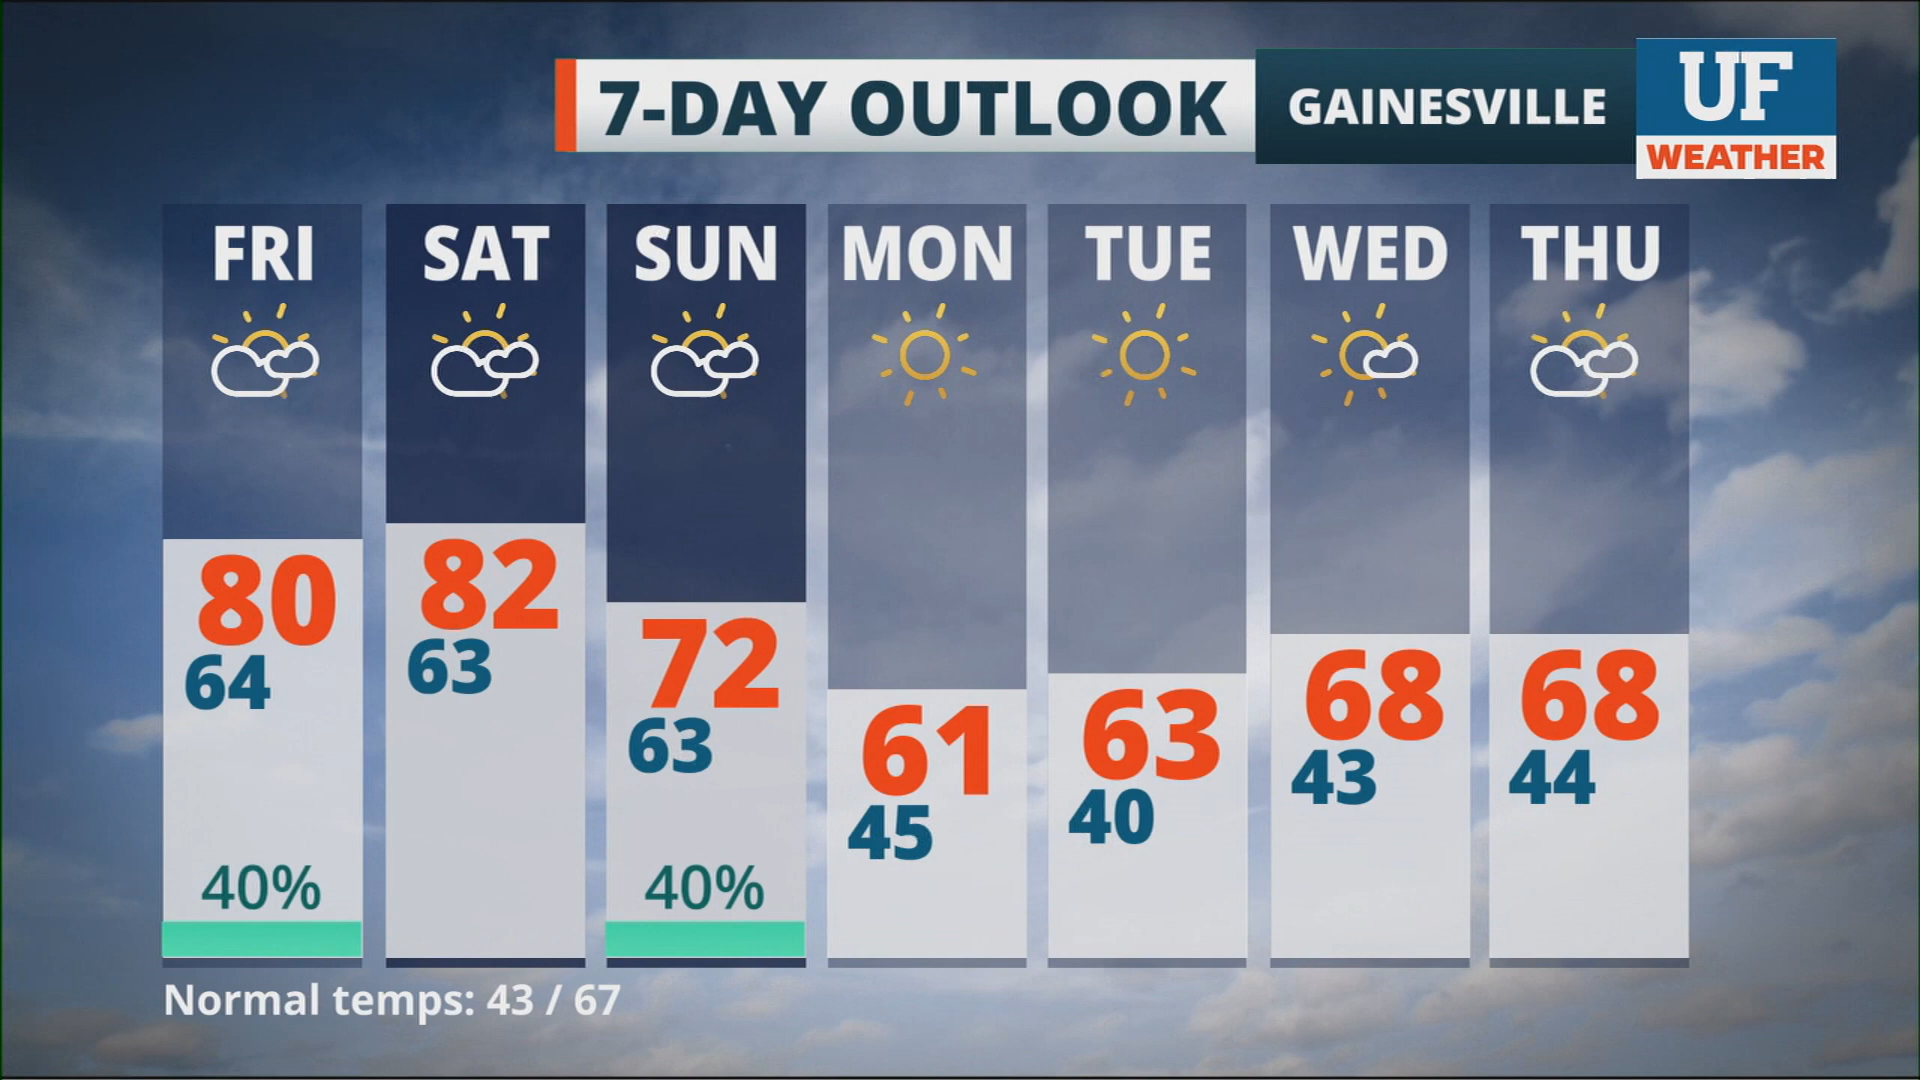 7-DAY OUTLOOK
GAINESVILLE
UF
WEATHER
FRI SAT SUN MON TUE WED THU
80 82 72 61 63 68 68
64 63 63 45 40 43 44
40% 40%
Normal temps: 43 / 67